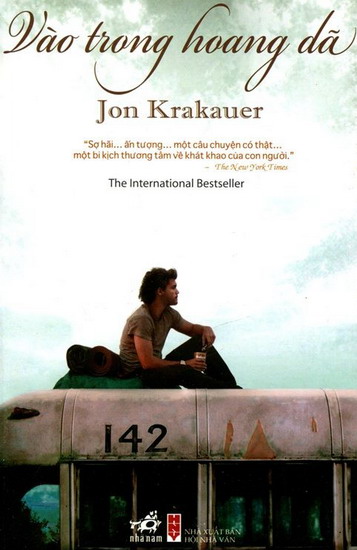 Vào trong hoang dã
Jon Krakauer
“Sợ hãi... ấn tượng... một câu chuyện có thật...
một bi kịch thương tâm về khát khao của con người.”
– The New York Times
The International Bestseller
142
nhã nam
NHÀ XUẤT BẢN
HỘI NHÀ VĂN